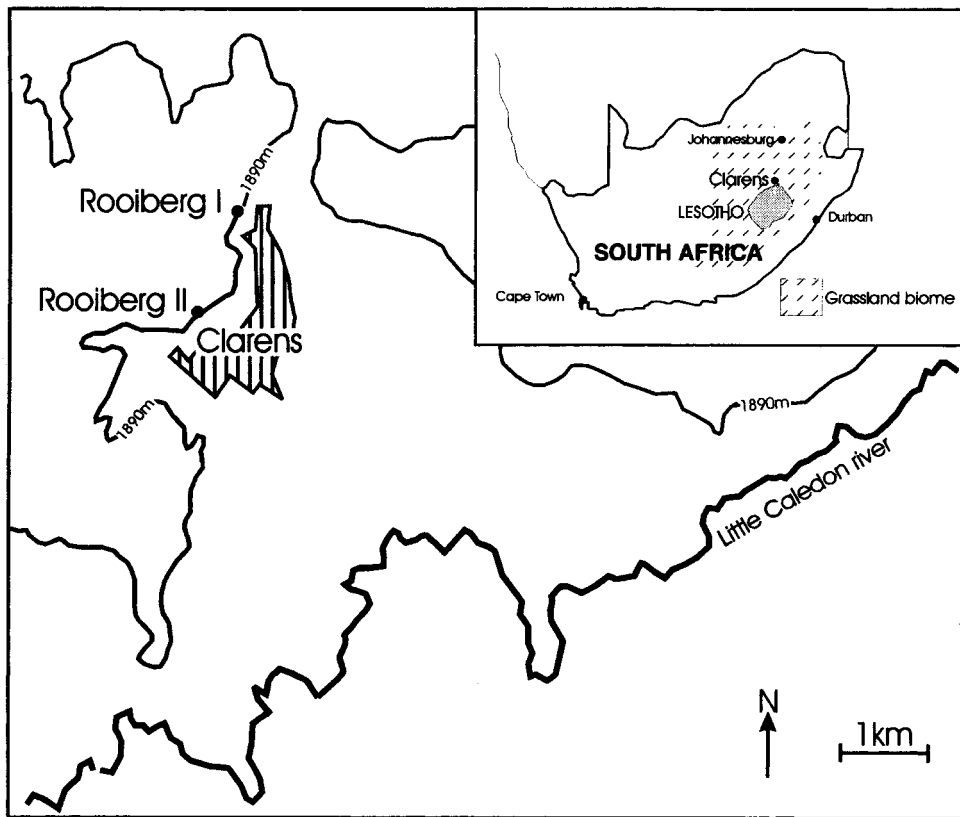 Rooiberg I
1890m
Rooiberg II
Clarens
1890m
Johannesburg
Clarens
LESOTHO
Durban
SOUTH AFRICA
Cape Town
Grassland biome
1890m
Little Caledon river
N
1km